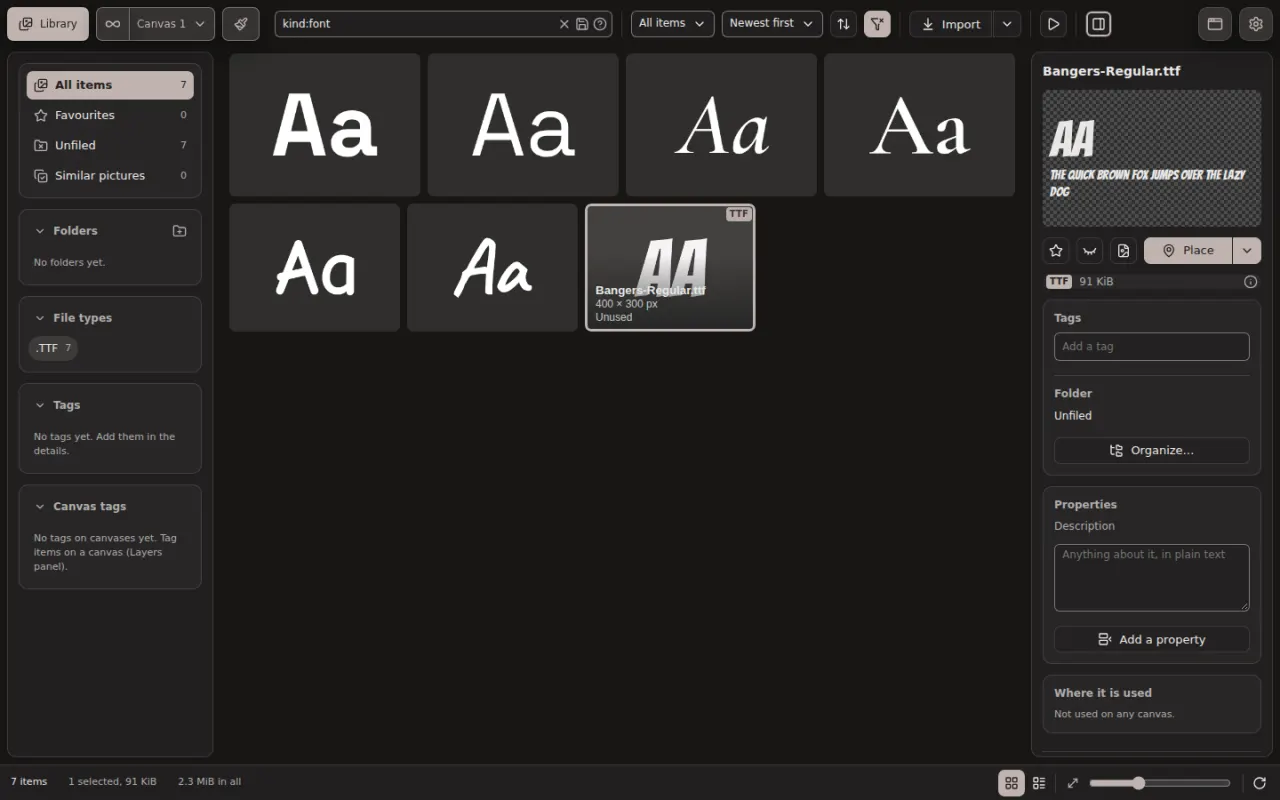 Library
Canvas 1
kind:font
All items
Newest first
Import
All items 7
Favourites 0
Unfiled 7
Similar pictures 0
Folders
No folders yet.
File types
.TTF 7
Tags
No tags yet. Add them in the
details.
Canvas tags
No tags on canvases yet. Tag
items on a canvas (Layers
panel).
Aa
Aa
Aa
Aa
Aa
Aa
AA
TTF
Bangers-Regular.ttf
400 × 300 px
Unused
Bangers-Regular.ttf
AA
THE QUICK BROWN FOX JUMPS OVER THE LAZY
DOG
Place
TTF 91 KiB
Tags
Add a tag
Folder
Unfiled
Organize...
Properties
Description
Anything about it, in plain text
Add a property
Where it is used
Not used on any canvas.
7 items
1 selected, 91 KiB
2.3 MiB in all